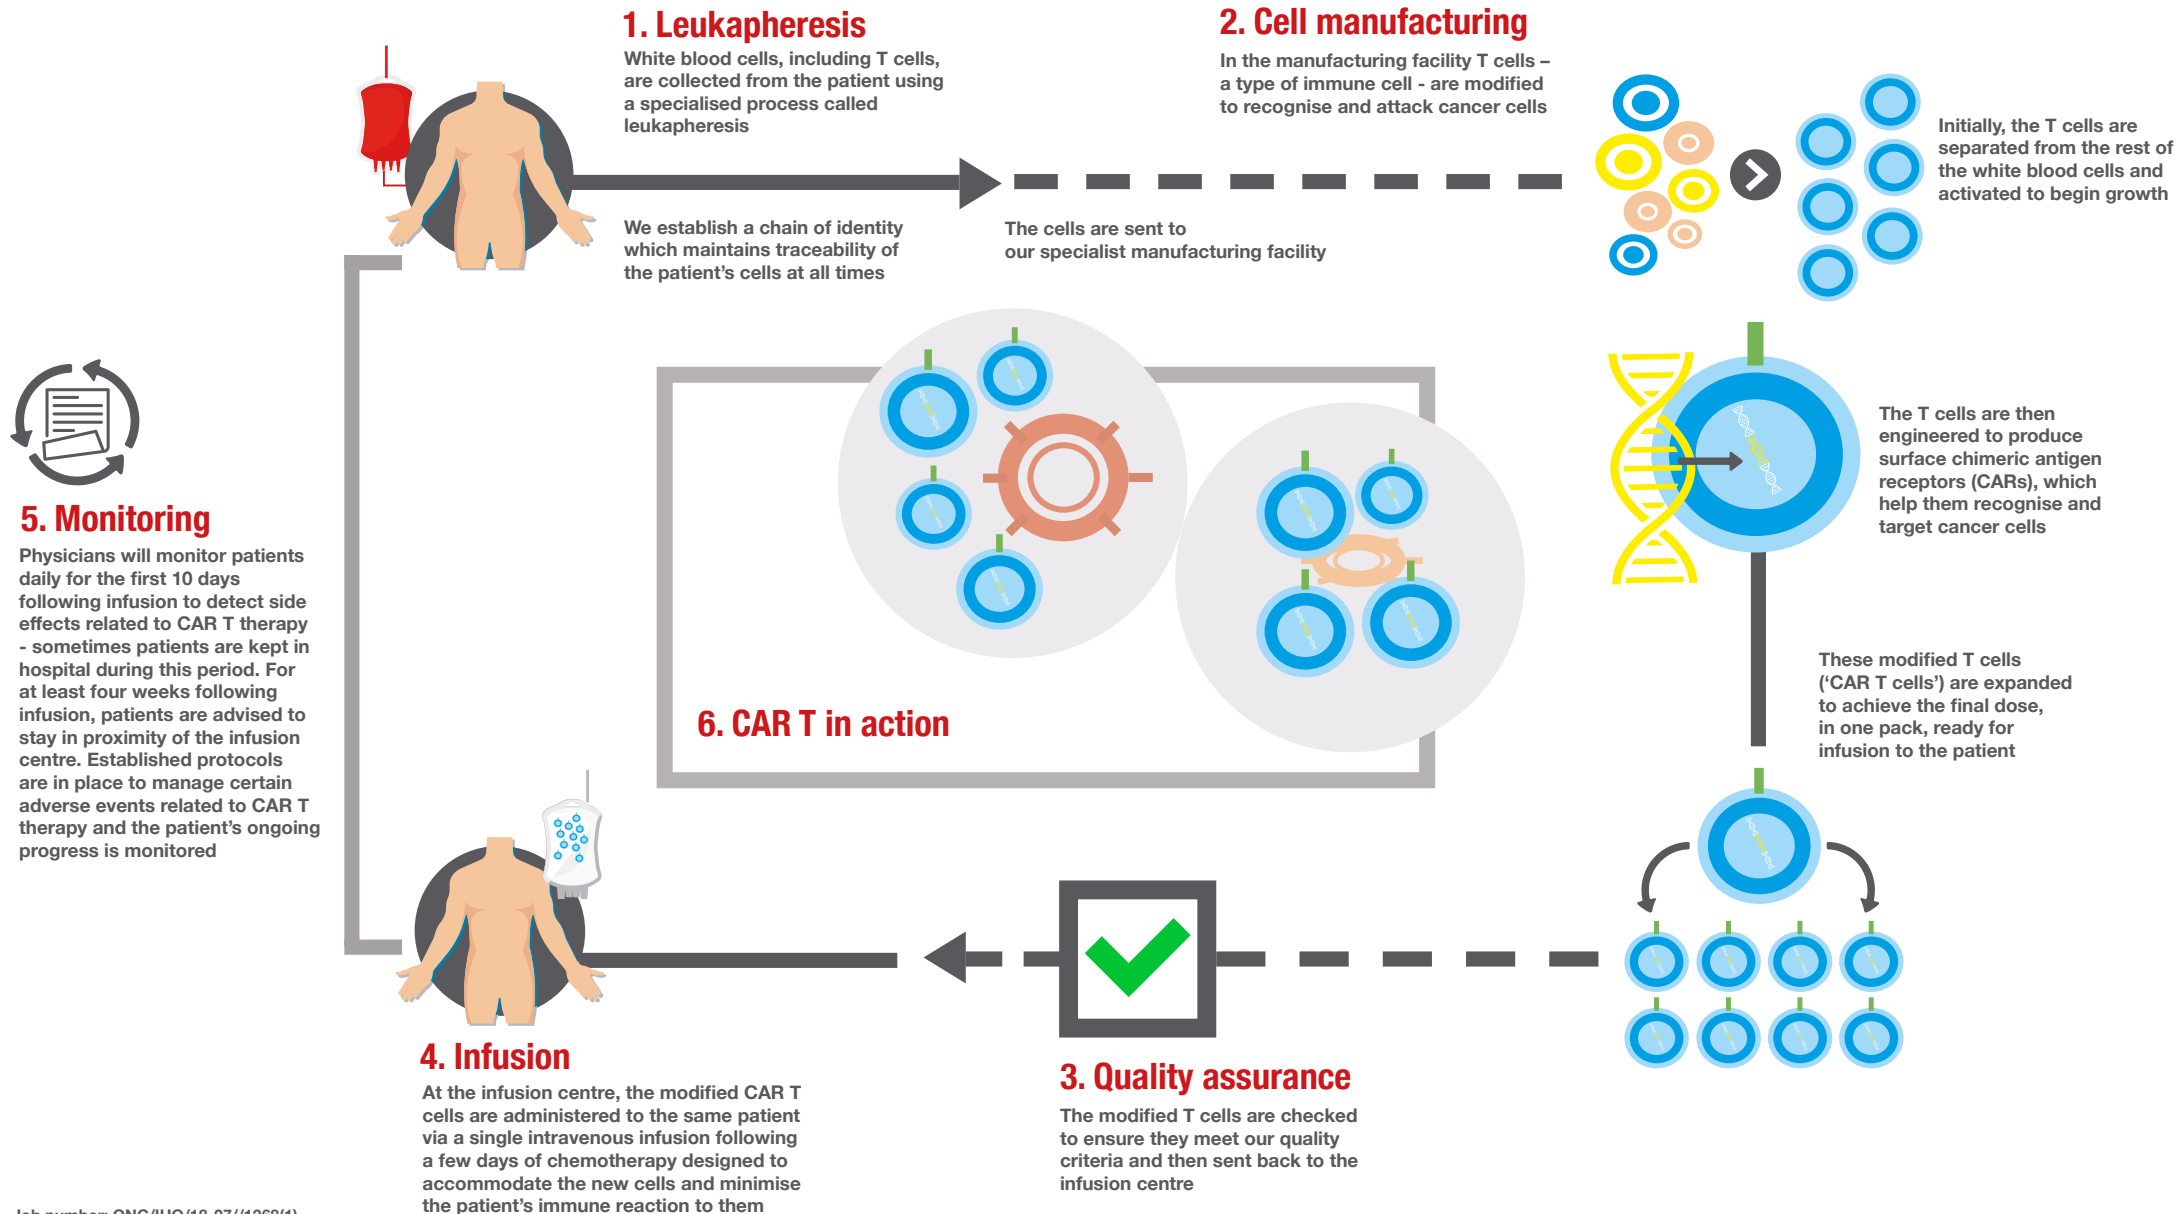 1. Leukapheresis
White blood cells, including T cells,
are collected from the patient using
a specialised process called
leukapheresis
We establish a chain of identity
which maintains traceability of
the patient's cells at all times
The cells are sent to
our specialist manufacturing facility
2. Cell manufacturing
In the manufacturing facility T cells –
a type of immune cell - are modified
to recognise and attack cancer cells
Initially, the T cells are
separated from the rest of
the white blood cells and
activated to begin growth
The T cells are then
engineered to produce
surface chimeric antigen
receptors (CARs), which
help them recognise and
target cancer cells
These modified T cells
(‘CAR T cells’) are expanded
to achieve the final dose,
in one pack, ready for
infusion to the patient
3. Quality assurance
The modified T cells are checked
to ensure they meet our quality
criteria and then sent back to the
infusion centre
4. Infusion
At the infusion centre, the modified CAR T
cells are administered to the same patient
via a single intravenous infusion following
a few days of chemotherapy designed to
accommodate the new cells and minimise
the patient's immune reaction to them
5. Monitoring
Physicians will monitor patients
daily for the first 10 days
following infusion to detect side
effects related to CAR T therapy
- sometimes patients are kept in
hospital during this period. For
at least four weeks following
infusion, patients are advised to
stay in proximity of the infusion
centre. Established protocols
are in place to manage certain
adverse events related to CAR T
therapy and the patient's ongoing
progress is monitored
6. CAR T in action